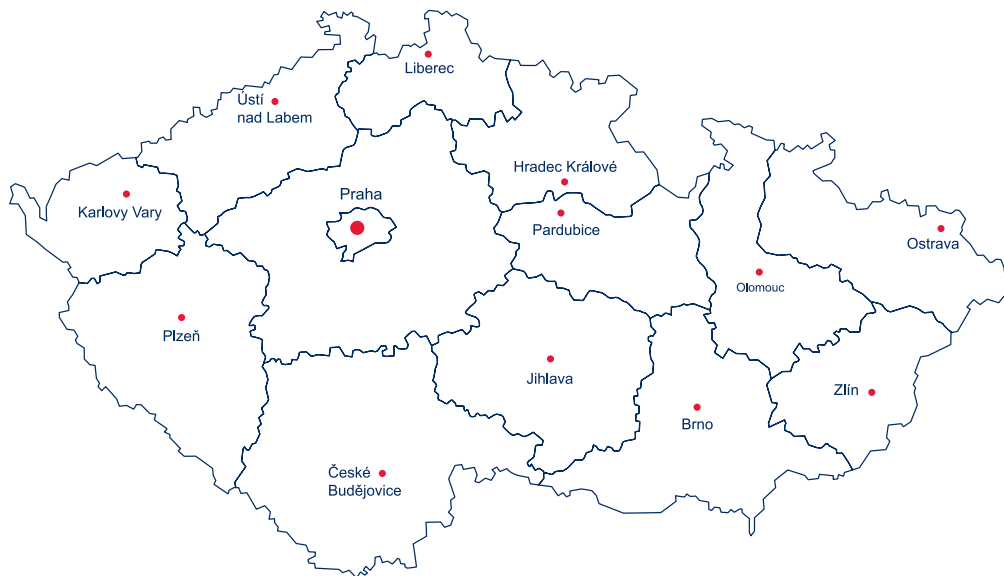 Liberec
Ústí
nad Labem
Hradec Králové
Praha
Karlovy Vary
Pardubice
Ostrava
Olomouc
Plzeň
Jihlava
Zlín
Brno
České
Budějovice